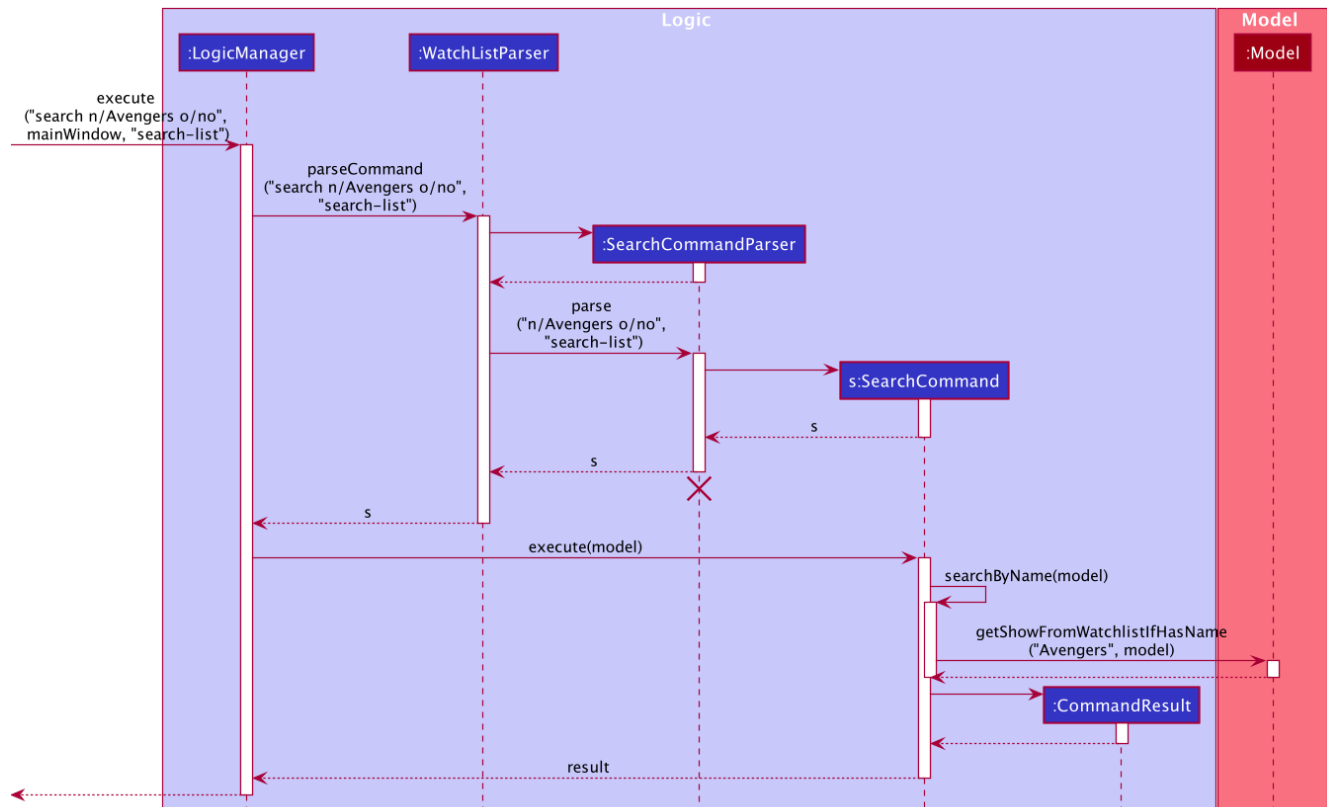 Logic
Model
:LogicManager
:WatchListParser
:Model
execute
("search n/Avengers o/no",
mainWindow, "search-list")
parseCommand
("search n/Avengers o/no",
"search-list")
:SearchCommandParser
parse
("n/Avengers o/no",
"search-list")
s:SearchCommand
s
s
s
execute(model)
searchByName(model)
getShowFromWatchlistIfHasName
("Avengers", model)
:CommandResult
result